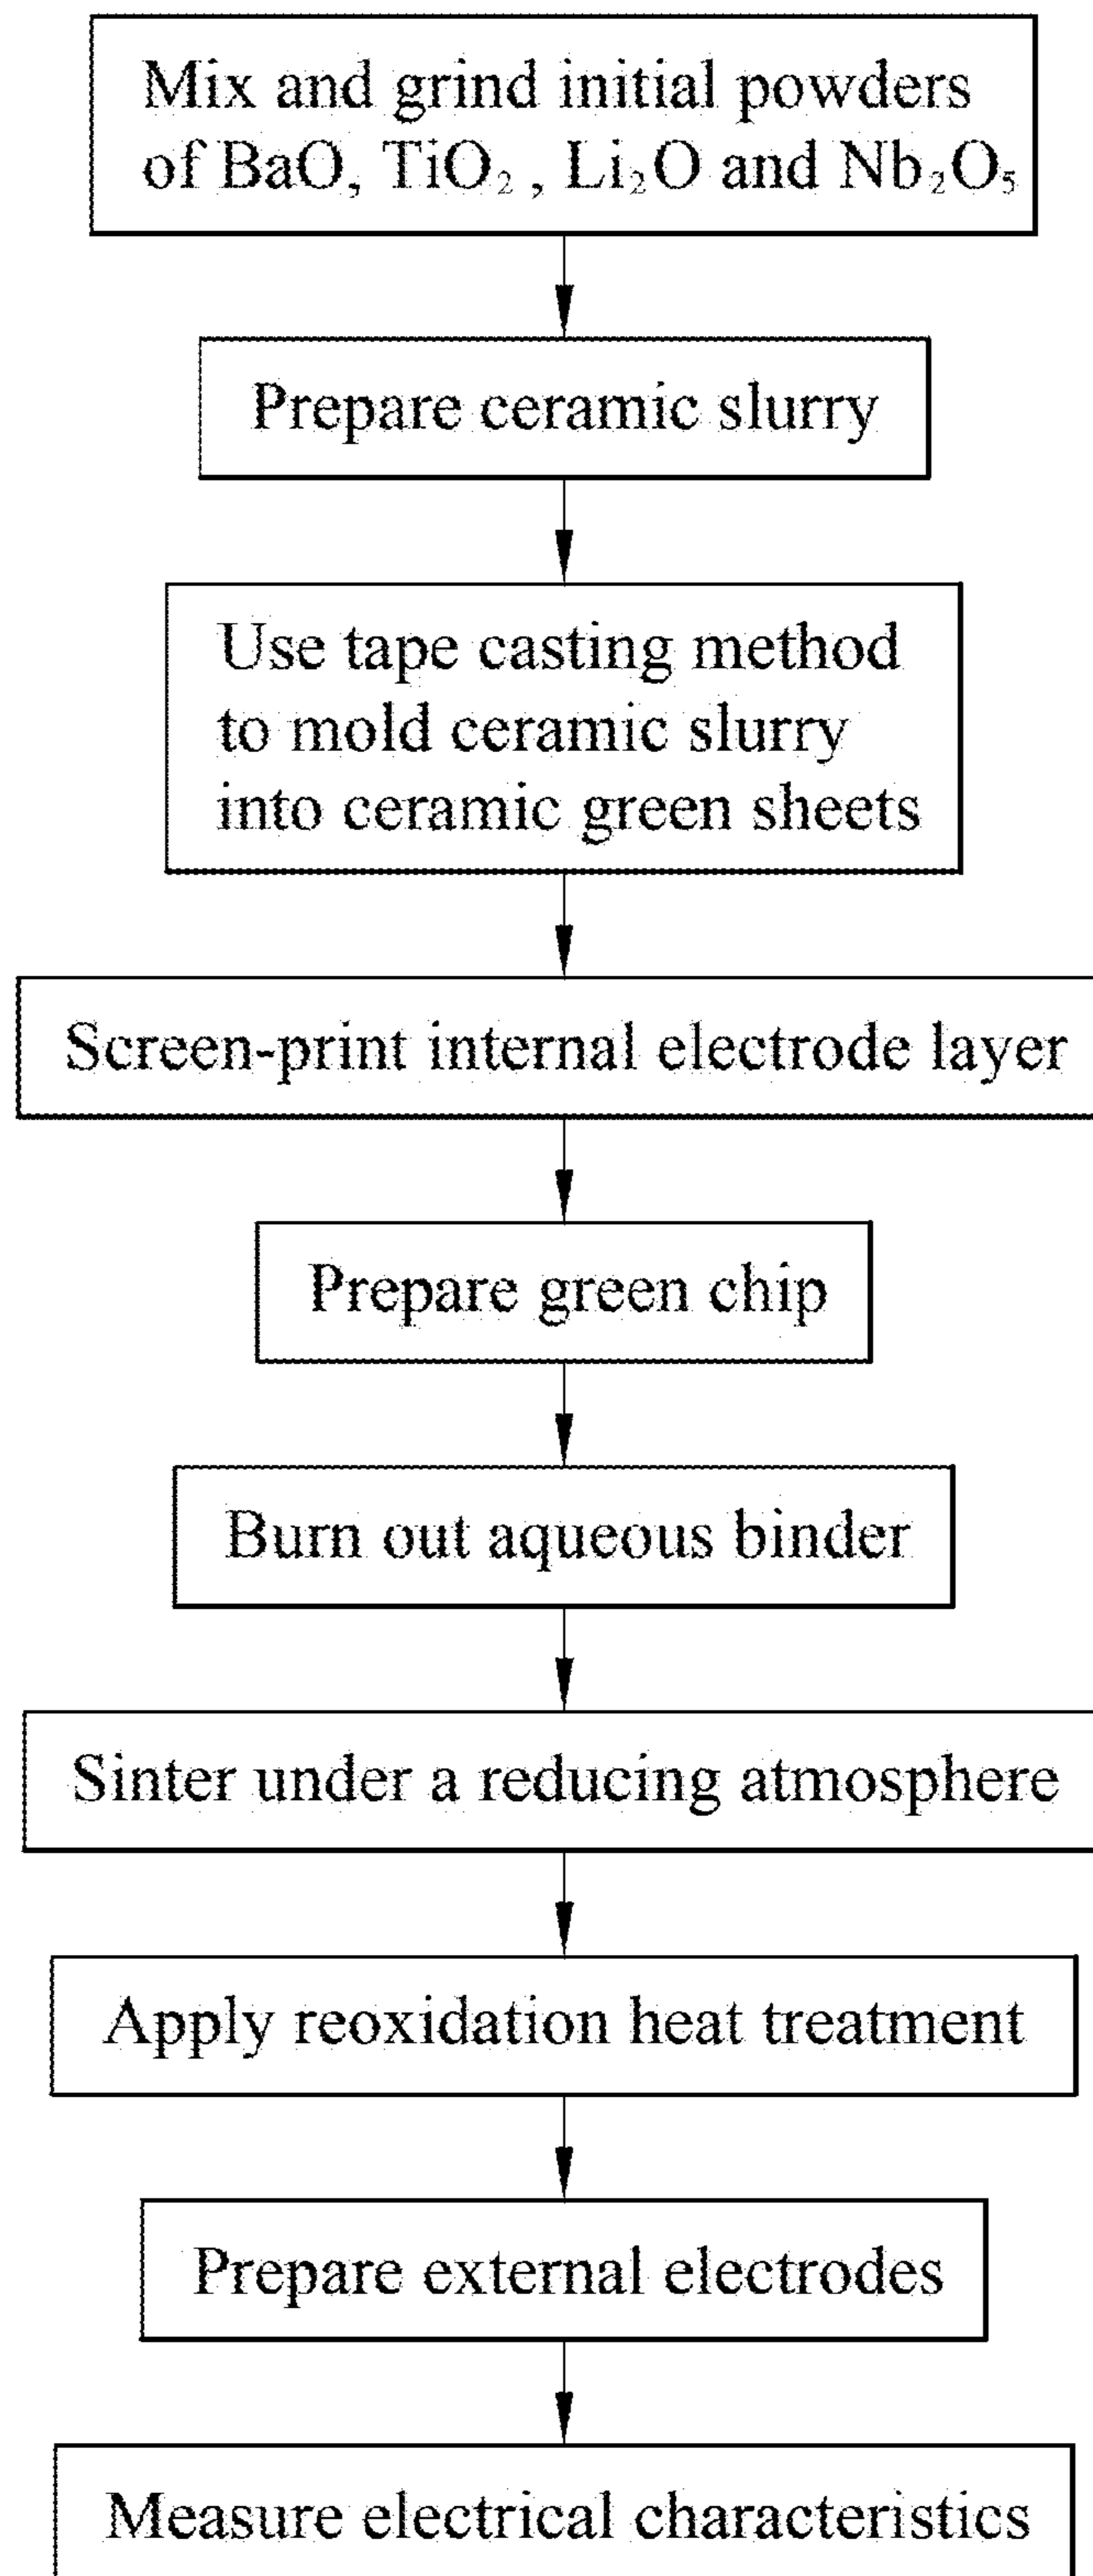 Mix and grind initial powders
of BaO, TiO₂ , Li₂O and Nb₂O₅
Prepare ceramic slurry
Use tape casting method
to mold ceramic slurry
into ceramic green sheets
Screen-print internal electrode layer
Prepare green chip
Burn out aqueous binder
Sinter under a reducing atmosphere
Apply reoxidation heat treatment
Prepare external electrodes
Measure electrical characteristics